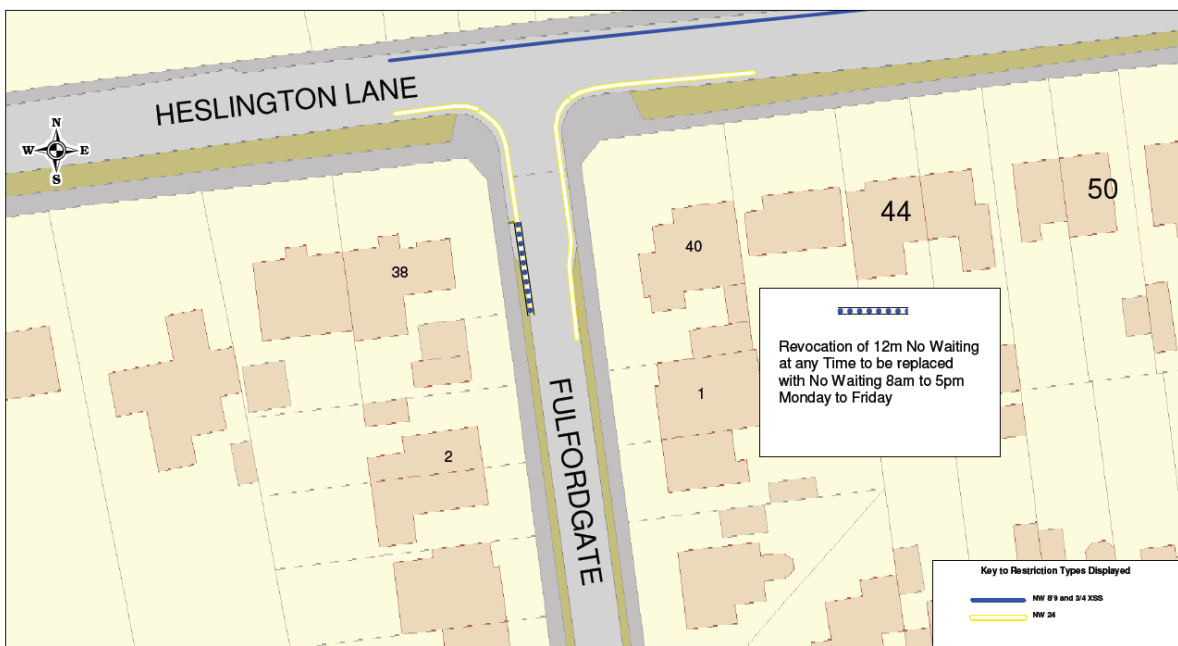 HESLINGTON LANE
N
W E
S
44
50
40
38
Revocation of 12m No Waiting
at any Time to be replaced
with No Waiting 8am to 5pm
Monday to Friday
1
FULFORDGATE
2
Key to Restriction Types Displayed
NW 8'9 and 3/4 XSS
NW 24